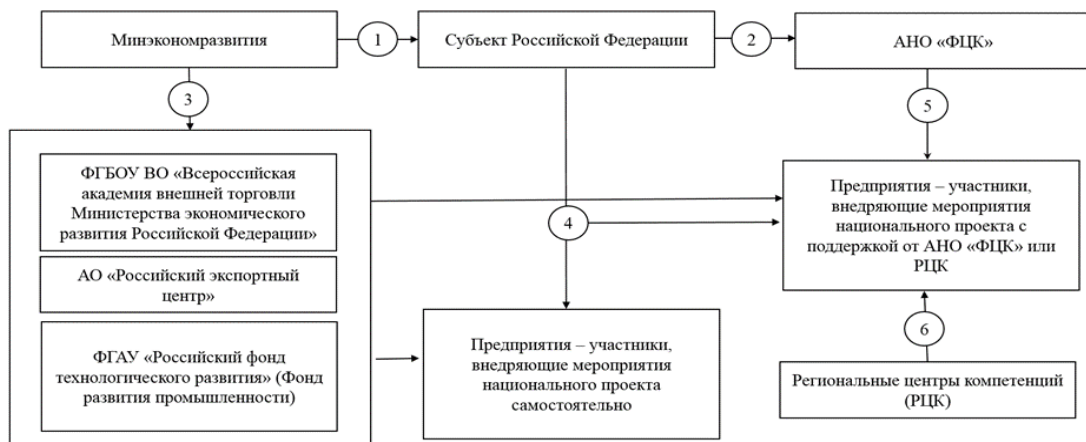 Минэкономразвития
1
Субъект Российской Федерации
2
АНО «ФЦК»
3
5
ФГБОУ ВО «Всероссийская
академия внешней торговли
Министерства экономического
развития Российской Федерации»
АО «Российский экспортный
центр»
ФГАУ «Российский фонд
технологического развития» (Фонд
развития промышленности)
4
Предприятия – участники,
внедряющие мероприятия
национального проекта с
поддержкой от АНО «ФЦК» или
РЦК
Предприятия – участники,
внедряющие мероприятия
национального проекта
самостоятельно
6
Региональные центры компетенций
(РЦК)